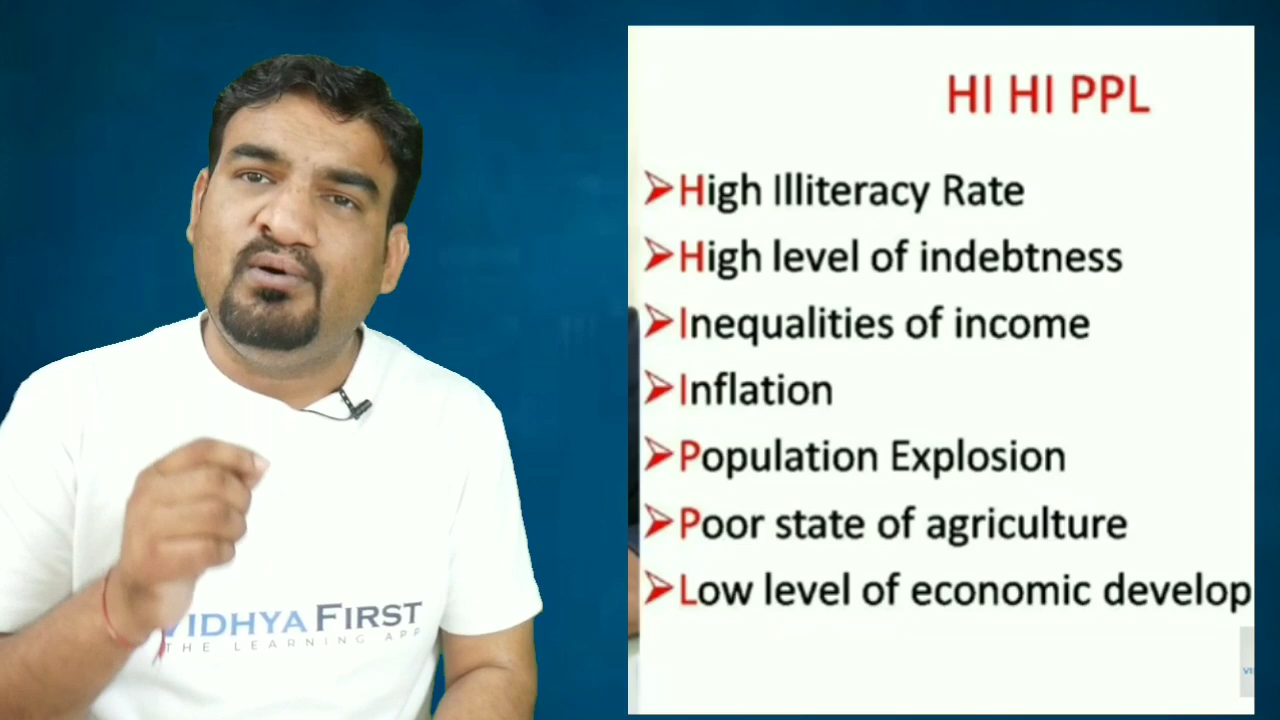 HI HI PPL
High Illiteracy Rate
High level of indebtness
Inequalities of income
Inflation
Population Explosion
Poor state of agriculture
Low level of economic develop
VIDHYA FIRST
THE LEARNING APP